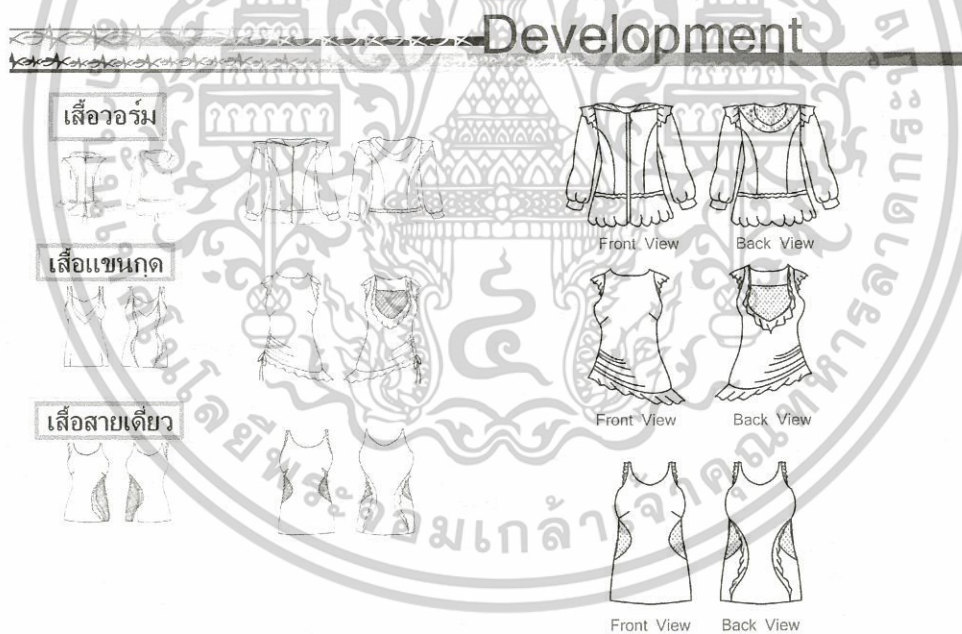 Development
เสื้อวอร์ม
Front View
Back View
เสื้อแขนกุด
Front View
Back View
เสื้อสายเดี่ยว
Front View
Back View